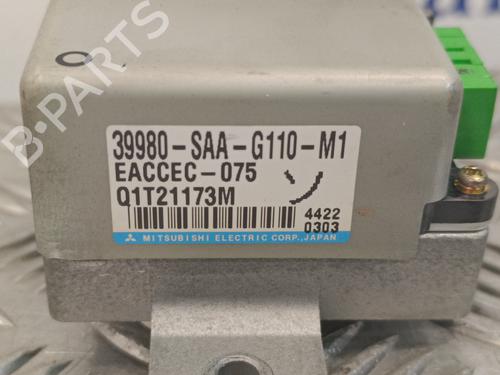 39980-SAA-G110-M1
EACCEC-075
Q1T21173M
4422
0303
MITSUBISHI ELECTRIC CORP., JAPAN
B-PARTS